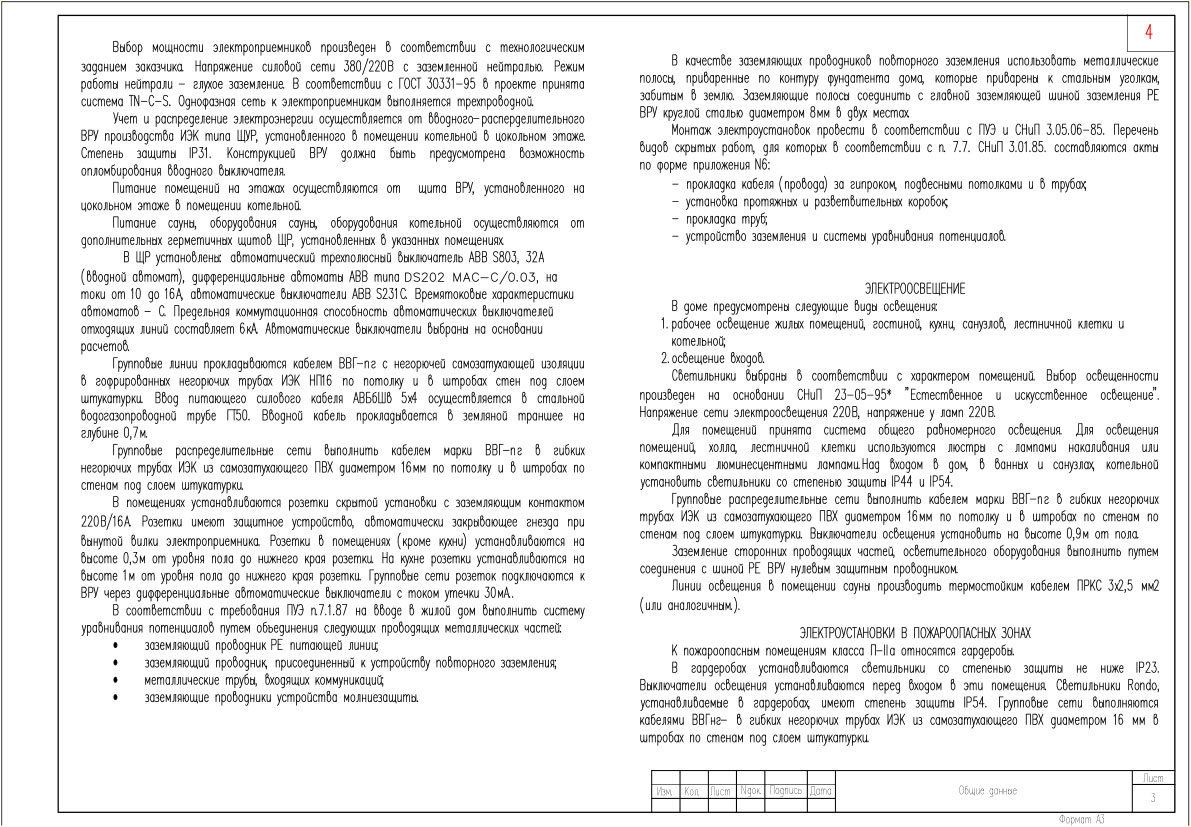 4
Выбор мощности электроприемников произведен в соответствии с технологическим
заданием заказчика. Напряжение силовой сети 380/220В с заземленной нейтралью. Режим
работы нейтрали – глухое заземление. В соответствии с ГОСТ 30331-95 в проекте принята
система TN-C-S. Однофазная сеть к электроприемникам выполняется трехпроводной.
Учет и распределение электроэнергии осуществляется от вводного-распределительного
ВРУ производства ИЭК типа ЩУР, установленного в помещении котельной в цокольном этаже.
Степень защиты IP31. Конструкцией ВРУ должна быть предусмотрена возможность
опломбирования вводного выключателя.
Питание помещений на этажах осуществляются от щита ВРУ, установленного на
цокольном этаже в помещении котельной.
Питание сауны, оборудования сауны, оборудования котельной осуществляются от
дополнительных герметичных щитов ЩР, установленных в указанных помещениях.
В ЩР установлены: автоматический трехполюсный выключатель ABB S803, 32А
(вводной автомат), дифференциальные автоматы ABB типа DS202 MAC-C/0.03, на
токи от 10 до 16А, автоматические выключатели ABB S231С. Времятоковые характеристики
автоматов – С. Предельная коммутационная способность автоматических выключателей
отходящих линий составляет 6кА. Автоматические выключатели выбраны на основании
расчетов.
Групповые линии прокладываются кабелем ВВГ-пг с негорючей самозатухающей изоляции
в гофрированных негорючих трубах ИЭК НП16 по потолку и в штробах стен под слоем
штукатурки. Ввод питающего силового кабеля АВБбШв 5х4 осуществляется в стальной
водогазопроводной трубе ГТ50. Вводной кабель прокладывается в земляной траншее на
глубине 0,7м.
Групповые распределительные сети выполнить кабелем марки ВВГ-пг в гибких
негорючих трубах ИЭК из самозатухающего ПВХ диаметром 16мм по потолку и в штробах по
стенам под слоем штукатурки.
В помещениях устанавливаются розетки скрытой установки с заземляющим контактом
220В/16А. Розетки имеют защитное устройство, автоматически закрывающее гнезда при
вынутой вилки электроприемника. Розетки в помещениях (кроме кухни) устанавливаются на
высоте 0,3м от уровня пола до нижнего края розетки. На кухне розетки устанавливаются на
высоте 1м от уровня пола до нижнего края розетки. Групповые сети розеток подключаются к
ВРУ через дифференциальные автоматические выключатели с током утечки 30мА..
В соответствии с требования ПУЭ п.7.1.87 на вводе в жилой дом выполнить систему
уравнивания потенциалов путем объединения следующих проводящих металлических частей:
• заземляющий проводник РЕ питающей линии;
• заземляющий проводник, присоединенный к устройству повторного заземления;
• металлические трубы, входящих коммуникаций;
• заземляющие проводники устройства молниезащиты.
В качестве заземляющих проводников повторного заземления использовать металлические
полосы, приваренные по контуру фундатента дома, которые приварены к стальным уголкам,
забитым в землю. Заземляющие полосы соединить с главной заземляющей шиной заземления РЕ
ВРУ круглой сталью диаметром 8мм в двух местах.
Монтаж электроустановок провести в соответствии с ПУЭ и СНиП 3.05.06-85. Перечень
видов скрытых работ, для которых в соответствии с п. 7.7. СНиП 3.01.85. составляются акты
по форме приложения N6:
– прокладка кабеля (провода) за гипроком, подвесными потолками и в трубах;
– установка протяжных и разветвительных коробок;
– прокладка труб;
– устройство заземления и системы уравнивания потенциалов.
ЭЛЕКТРООСВЕЩЕНИЕ
В доме предусмотрены следующие виды освещения:
1. рабочее освещение жилых помещений, гостиной, кухни, санузлов, лестничной клетки и
котельной;
2. освещение входов.
Светильники выбраны в соответствии с характером помещений. Выбор освещенности
произведен на основании СНиП 23-05-95* "Естественное и искусственное освещение".
Напряжение сети электроосвещения 220В, напряжение у ламп 220В.
Для помещений принята система общего равномерного освещения. Для освещения
помещений, холла, лестничной клетки используются люстры с лампами накаливания или
компактными люминесцентными лампами.Над входом в дом, в ванных и санузлах, котельной
установить светильники со степенью защиты IP44 и IP54.
Групповые распределительные сети выполнить кабелем марки ВВГ-пг в гибких негорючих
трубах ИЭК из самозатухающего ПВХ диаметром 16мм по потолку и в штробах по стенам по
стенам под слоем штукатурки. Выключатели освещения установить на высоте 0,9м от пола.
Заземление сторонних проводящих частей, осветительного оборудования выполнить путем
соединения с шиной РЕ ВРУ нулевым защитным проводником.
Линии освещения в помещении сауны производить термостойким кабелем ПРКС 3х2,5 мм2
(или аналогичным.).
ЭЛЕКТРОУСТАНОВКИ В ПОЖАРООПАСНЫХ ЗОНАХ
К пожароопасным помещениям класса П-IIа относятся гардеробы.
В гардеробах устанавливаются светильники со степенью защиты не ниже IP23.
Выключатели освещения устанавливаются перед входом в эти помещения. Светильники Rondo,
устанавливаемые в гардеробах, имеют степень защиты IP54. Групповые сети выполняются
кабелями ВВГнг- в гибких негорючих трубах ИЭК из самозатухающего ПВХ диаметром 16 мм в
штробах по стенам под слоем штукатурки.
Изм. Кол. Лист Nдок. Подпись Дата
Общие данные
Лист
3
Формат А3